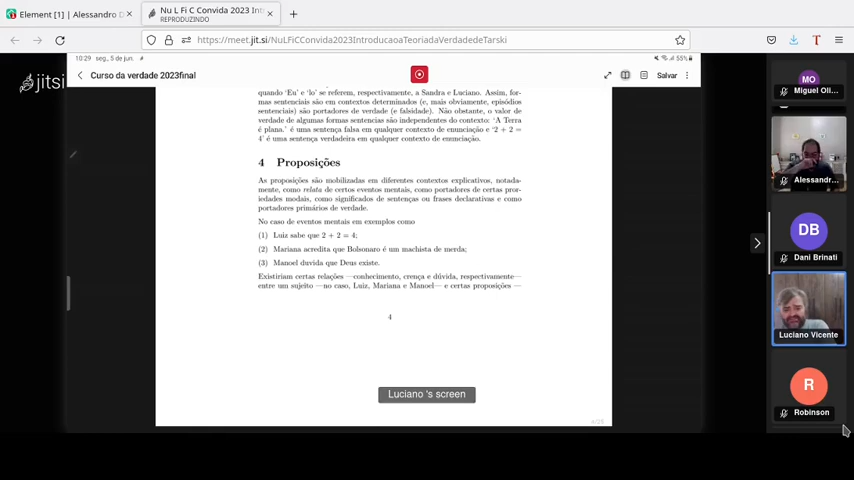 Element [1] | Alessandro D
Nu L Fi C Convida 2023 Int
REPRODUZINDO
https://meet.jit.si/NuLFiCConvida2023IntroducaoaTeoriadaVerdadedeTarski
jitsi
10:29 seg., 5 de jun.
55%
Curso da verdade 2023final
Salvar
quando 'Eu' e 'lo' se referem, respectivamente, a Sandra e Luciano. Assim, for-
mas sentenciais são em contextos determinados (e, mais obviamente, episódios
sentenciais) são portadores de verdade (e falsidade). Não obstante, o valor de
verdade de algumas formas sentencias são independentes do contexto: 'A Terra
é plana.' é uma sentença falsa em qualquer contexto de enunciação e '2 + 2 =
4' é uma sentença verdadeira em qualquer contexto de enunciação.
4 Proposições
As proposições são mobilizadas em diferentes contextos explicativos, notada-
mente, como relata de certos eventos mentais, como portadores de certas pror-
iedades modais, como significados de sentenças ou frases declarativas e como
portadores primários de verdade.
No caso de eventos mentais em exemplos como
(1) Luiz sabe que 2 + 2 = 4;
(2) Mariana acredita que Bolsonaro é um machista de merda;
(3) Manoel duvida que Deus existe.
Existiriam certas relações —conhecimento, crença e dúvida, respectivamente—
entre um sujeito —no caso, Luiz, Mariana e Manoel— e certas proposições —
4
Luciano 's screen
MO
Miguel Oli...
Alessandr...
DB
Dani Brinati
Luciano Vicente
R
Robinson